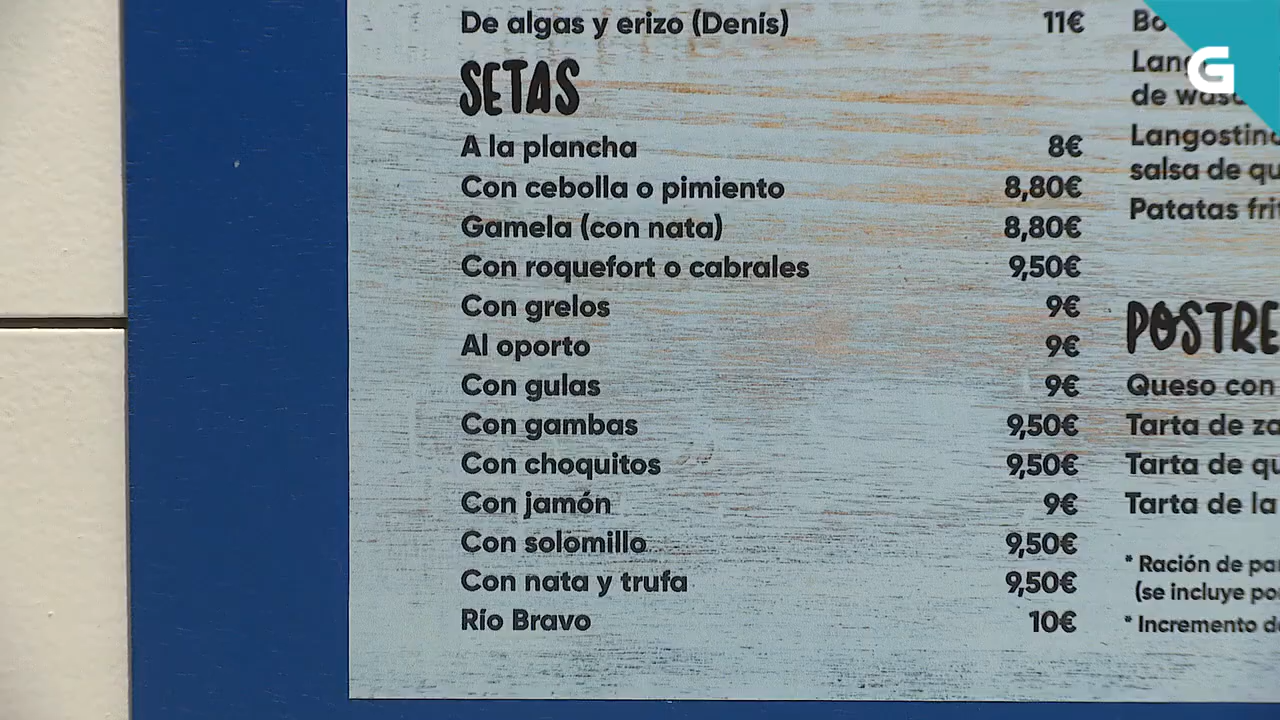 De algas y erizo (Denís) 11€
SETAS
A la plancha 8€
Con cebolla o pimiento 8,80€
Gamela (con nata) 8,80€
Con roquefort o cabrales 9,50€
Con grelos 9€
Al oporto 9€
Con gulas 9€
Con gambas 9,50€
Con choquitos 9,50€
Con jamón 9€
Con solomillo 9,50€
Con nata y trufa 9,50€
Río Bravo 10€
G
de
Langostino
salsa de
Patatas
POSTRE
Queso con
Tarta de
Tarta de
Tarta de la
* Ración de
(se incluye
* Incremento